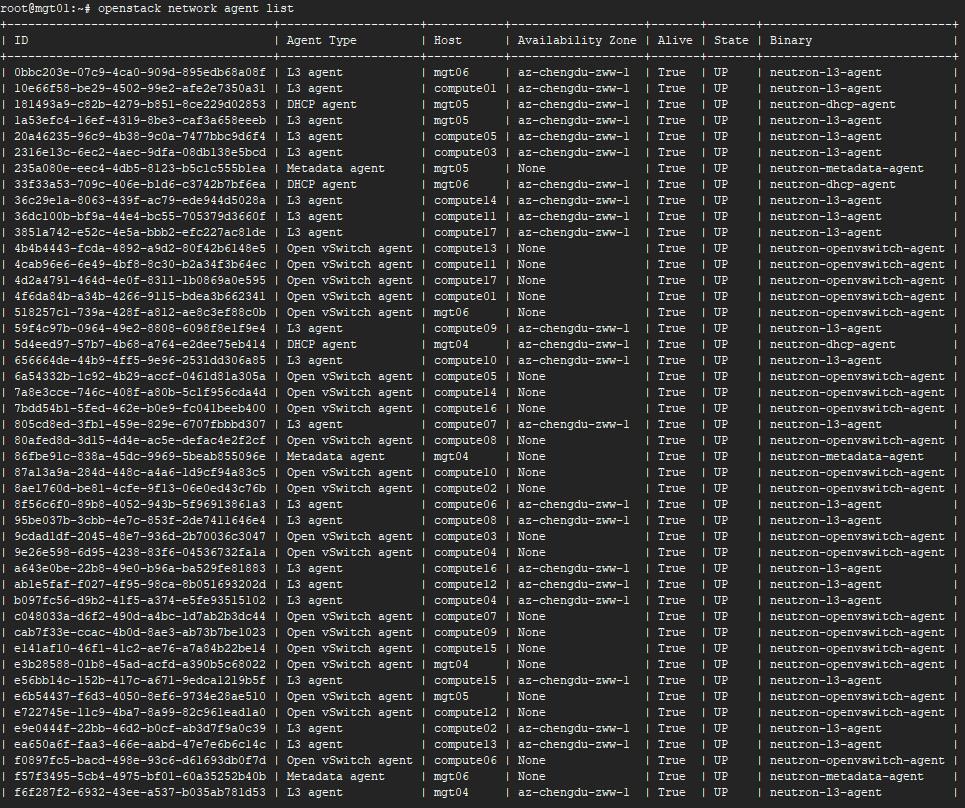 root@mgt01:~# openstack network agent list
+--------------------------------------+--------------------+-----------+-------------------+-------+-------+---------------------------+
| ID | Agent Type | Host | Availability Zone | Alive | State | Binary |
+--------------------------------------+--------------------+-----------+-------------------+-------+-------+---------------------------+
| 0bbc203e-07c9-4ca0-909d-895edb68a08f | L3 agent | mgt06 | az-chengdu-zww-1 | True | UP | neutron-l3-agent |
| 10e66f58-be29-4502-99e2-afe2e7350a31 | L3 agent | compute01 | az-chengdu-zww-1 | True | UP | neutron-l3-agent |
| 181493a9-c82b-4279-b851-8ce229d02853 | DHCP agent | mgt05 | az-chengdu-zww-1 | True | UP | neutron-dhcp-agent |
| 1a53efc4-16ef-4319-8be3-caf3a658eeeb | L3 agent | mgt05 | az-chengdu-zww-1 | True | UP | neutron-l3-agent |
| 20a46235-96c9-4b38-9c0a-7477bbc9d6f4 | L3 agent | compute05 | az-chengdu-zww-1 | True | UP | neutron-l3-agent |
| 2316e13c-6ec2-4aec-9dfa-08db138e5bcd | L3 agent | compute03 | az-chengdu-zww-1 | True | UP | neutron-l3-agent |
| 235a080e-eec4-4db5-8123-b5c1c555b1ea | Metadata agent | mgt05 | None | True | UP | neutron-metadata-agent |
| 33f33a53-709c-406e-b1d6-c3742b7bf6ea | DHCP agent | mgt06 | az-chengdu-zww-1 | True | UP | neutron-dhcp-agent |
| 36c29e1a-8063-439f-ac79-ede944d5028a | L3 agent | compute14 | az-chengdu-zww-1 | True | UP | neutron-l3-agent |
| 36dc100b-bf9a-44e4-bc55-705379d3660f | L3 agent | compute11 | az-chengdu-zww-1 | True | UP | neutron-l3-agent |
| 3851a742-e52c-4e5a-bbb2-efc227ac81de | L3 agent | compute17 | az-chengdu-zww-1 | True | UP | neutron-l3-agent |
| 4b4b4443-fcda-4892-a9d2-80f42b6148e5 | Open vSwitch agent | compute13 | None | True | UP | neutron-openvswitch-agent |
| 4cab96e6-6e49-4bf8-8c30-b2a34f3b64ec | Open vSwitch agent | compute11 | None | True | UP | neutron-openvswitch-agent |
| 4d2a4791-464d-4e0f-8311-1b0869a0e595 | Open vSwitch agent | compute17 | None | True | UP | neutron-openvswitch-agent |
| 4f6da84b-a34b-4266-9115-bdea3b662341 | Open vSwitch agent | compute01 | None | True | UP | neutron-openvswitch-agent |
| 518257c1-739a-428f-a812-ae8c3ef88c0b | Open vSwitch agent | mgt06 | None | True | UP | neutron-openvswitch-agent |
| 59f4c97b-0964-49e2-8808-6098f8e1f9e4 | L3 agent | compute09 | az-chengdu-zww-1 | True | UP | neutron-l3-agent |
| 5d4eed97-57b7-4b68-a764-e2dee75eb414 | DHCP agent | mgt04 | az-chengdu-zww-1 | True | UP | neutron-dhcp-agent |
| 656664de-44b9-4ff5-9e96-2531dd306a85 | L3 agent | compute10 | az-chengdu-zww-1 | True | UP | neutron-l3-agent |
| 6a54332b-1c92-4b29-accf-0461d81a305a | Open vSwitch agent | compute05 | None | True | UP | neutron-openvswitch-agent |
| 7a8e3cce-746c-408f-a80b-5c1f956cda4d | Open vSwitch agent | compute14 | None | True | UP | neutron-openvswitch-agent |
| 7bdd54b1-5fed-462e-b0e9-fc041beeb400 | Open vSwitch agent | compute16 | None | True | UP | neutron-openvswitch-agent |
| 805cd8ed-3fb1-459e-829e-6707fbbbd307 | L3 agent | compute07 | az-chengdu-zww-1 | True | UP | neutron-l3-agent |
| 80afed8d-3d15-4d4e-ac5e-defac4e2f2cf | Open vSwitch agent | compute08 | None | True | UP | neutron-openvswitch-agent |
| 86fbe91c-838a-45dc-9969-5beab855096e | Metadata agent | mgt04 | None | True | UP | neutron-metadata-agent |
| 87a13a9a-284d-448c-a4a6-1d9cf94a83c5 | Open vSwitch agent | compute10 | None | True | UP | neutron-openvswitch-agent |
| 8ae1760d-be81-4cfe-9f13-06e0ed43c76b | Open vSwitch agent | compute02 | None | True | UP | neutron-openvswitch-agent |
| 8f56c6f0-89b8-4052-943b-5f96913861a3 | L3 agent | compute06 | az-chengdu-zww-1 | True | UP | neutron-l3-agent |
| 95be037b-3cbb-4e7c-853f-2de7411646e4 | L3 agent | compute08 | az-chengdu-zww-1 | True | UP | neutron-l3-agent |
| 9cdad1df-2045-48e7-936d-2b70036c3047 | Open vSwitch agent | compute03 | None | True | UP | neutron-openvswitch-agent |
| 9e26e598-6d95-4238-83f6-04536732fa1a | Open vSwitch agent | compute04 | None | True | UP | neutron-openvswitch-agent |
| a643e0be-22b8-49e0-b96a-ba529fe81883 | L3 agent | compute16 | az-chengdu-zww-1 | True | UP | neutron-l3-agent |
| ab1e5faf-f027-4f95-98ca-8b051693202d | L3 agent | compute12 | az-chengdu-zww-1 | True | UP | neutron-l3-agent |
| b097fc56-d9b2-41f5-a374-e5fe93515102 | L3 agent | compute04 | az-chengdu-zww-1 | True | UP | neutron-l3-agent |
| c048033a-d6f2-490d-a4bc-1d7ab2b3dc44 | Open vSwitch agent | compute07 | None | True | UP | neutron-openvswitch-agent |
| cab7f33e-ccac-4b0d-8ae3-ab73b7be1023 | Open vSwitch agent | compute09 | None | True | UP | neutron-openvswitch-agent |
| e141af10-46f1-41c2-ae76-a7a84b22be14 | Open vSwitch agent | compute15 | None | True | UP | neutron-openvswitch-agent |
| e3b28588-01b8-45ad-acfd-a390b5c68022 | Open vSwitch agent | mgt04 | None | True | UP | neutron-openvswitch-agent |
| e56bb14c-152b-417c-a671-9edca1219b5f | L3 agent | compute15 | az-chengdu-zww-1 | True | UP | neutron-l3-agent |
| e6b54437-f6d3-4050-8ef6-9734e28ae510 | Open vSwitch agent | mgt05 | None | True | UP | neutron-openvswitch-agent |
| e722745e-11c9-4ba7-8a99-82c961ead1a0 | Open vSwitch agent | compute12 | None | True | UP | neutron-openvswitch-agent |
| e9e0444f-22bb-46d2-b0cf-ab3d7f9a0c39 | L3 agent | compute02 | az-chengdu-zww-1 | True | UP | neutron-l3-agent |
| ea650a6f-faa3-466e-aabd-47e7e6b6c14c | L3 agent | compute13 | az-chengdu-zww-1 | True | UP | neutron-l3-agent |
| f0897fc5-bacd-498e-93c6-d61693db0f7d | Open vSwitch agent | compute06 | None | True | UP | neutron-openvswitch-agent |
| f57f3495-5cb4-4975-bf01-60a35252b40b | Metadata agent | mgt06 | None | True | UP | neutron-metadata-agent |
| f6f287f2-6932-43ee-a537-b035ab781d53 | L3 agent | mgt04 | az-chengdu-zww-1 | True | UP | neutron-l3-agent |